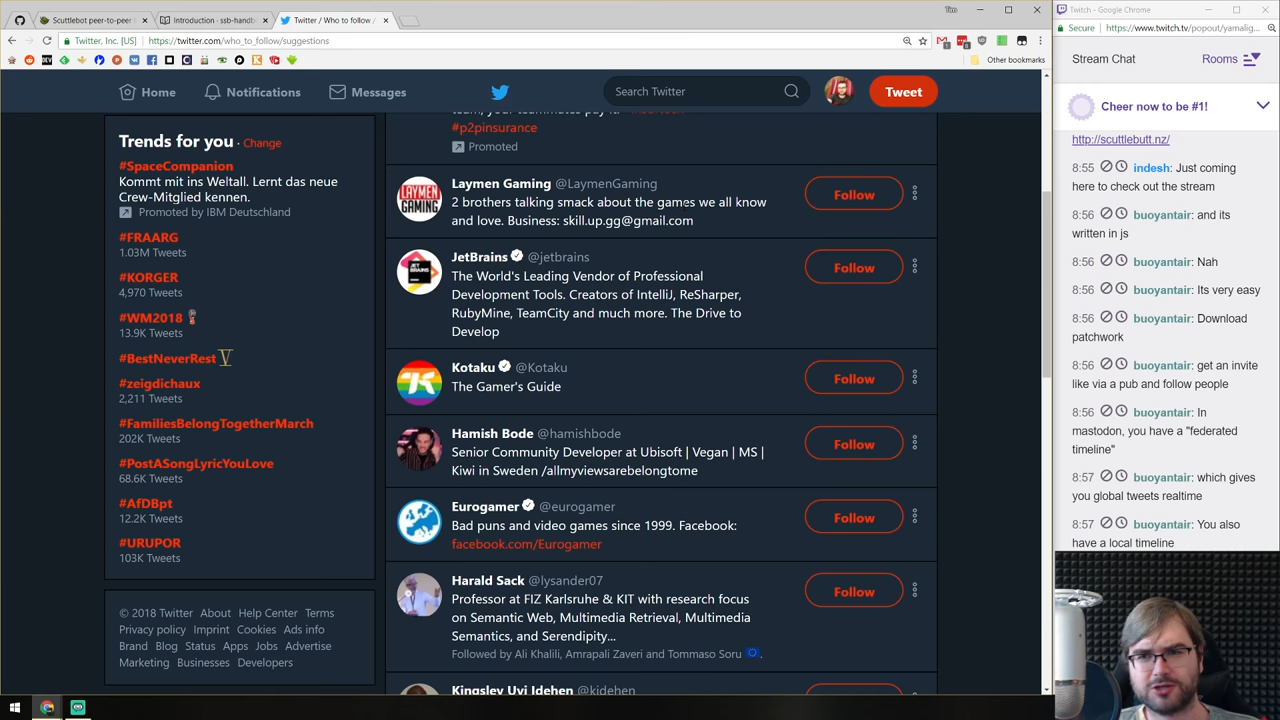 Tim
Scuttlebot peer-to-peer
Introduction · ssb-handb
Twitter / Who to follow /
Twitter, Inc. [US]
https://twitter.com/who_to_follow/suggestions
Other bookmarks
Home
Notifications
Messages
Search Twitter
Tweet
Trends for you · Change
#SpaceCompanion
Kommt mit ins Weltall. Lernt das neue
Crew-Mitglied kennen.
Promoted by IBM Deutschland
#FRAARG
1.03M Tweets
#KORGER
4,970 Tweets
#WM2018
13.9K Tweets
#BestNeverRest
#zeigdichaux
2,211 Tweets
#FamiliesBelongTogetherMarch
202K Tweets
#PostASongLyricYouLove
68.6K Tweets
#AfDBpt
12.2K Tweets
#URUPOR
103K Tweets
© 2018 Twitter About Help Center Terms
Privacy policy Imprint Cookies Ads info
Brand Blog Status Apps Jobs Advertise
Marketing Businesses Developers
#p2pinsurance
Promoted
Laymen Gaming @LaymenGaming
2 brothers talking smack about the games we all know
and love. Business: skill.up.gg@gmail.com
Follow
JetBrains @jetbrains
The World's Leading Vendor of Professional
Development Tools. Creators of IntelliJ, ReSharper,
RubyMine, TeamCity and much more. The Drive to
Develop
Follow
Kotaku @Kotaku
The Gamer's Guide
Follow
Hamish Bode @hamishbode
Senior Community Developer at Ubisoft | Vegan | MS |
Kiwi in Sweden /allmyviewsarebelongtome
Follow
Eurogamer @eurogamer
Bad puns and video games since 1999. Facebook:
facebook.com/Eurogamer
Follow
Harald Sack @lysander07
Professor at FIZ Karlsruhe & KIT with research focus
on Semantic Web, Multimedia Retrieval, Multimedia
Semantics, and Serendipity...
Followed by Ali Khalili, Amrapali Zaveri and Tommaso Soru
Follow
Kingsley Uyi Idehen @kidehen
Twitch - Google Chrome
Secure
https://www.twitch.tv/popout/yamalig...
Stream Chat
Rooms
Cheer now to be #1!
http://scuttlebutt.nz/
8:55 indesh: Just coming
here to check out the stream
8:56 buoyantair: and its
written in js
8:56 buoyantair: Nah
8:56 buoyantair: Its very easy
8:56 buoyantair: Download
patchwork
8:56 buoyantair: get an invite
like via a pub and follow people
8:56 buoyantair: In
mastodon, you have a "federated
timeline"
8:57 buoyantair: which gives
you global tweets realtime
8:57 buoyantair: You also
have a local timeline